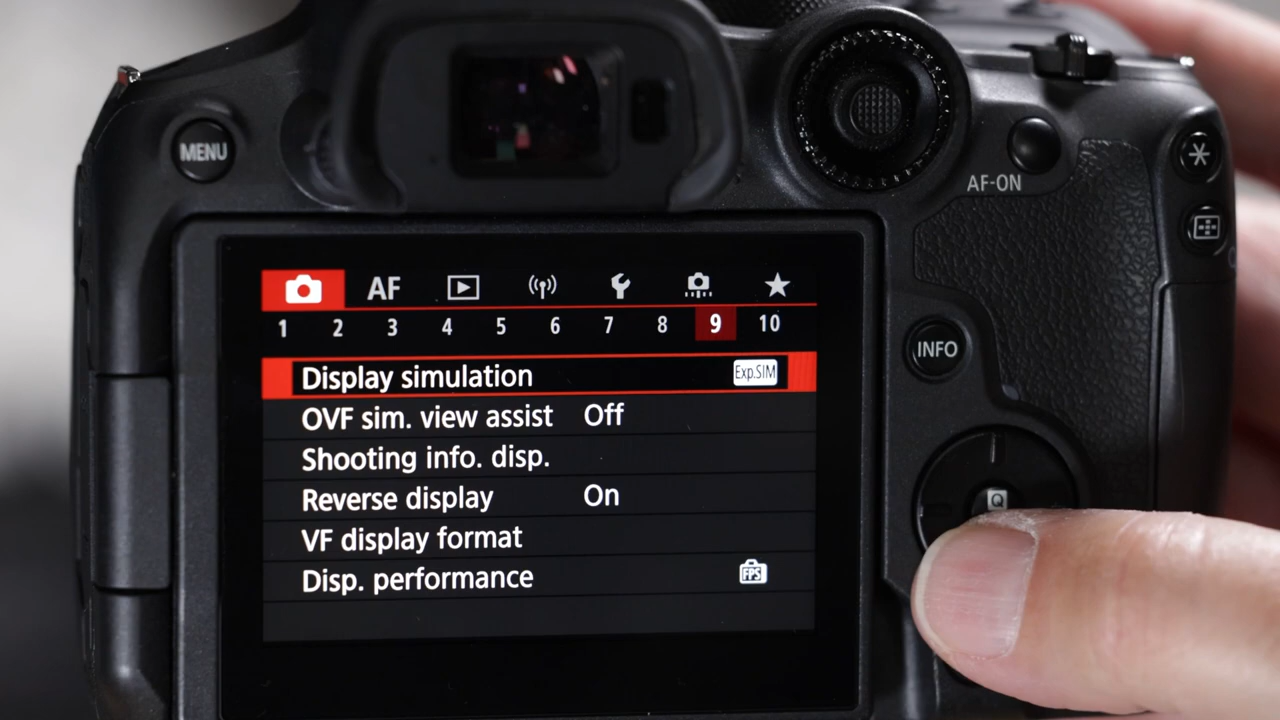 MENU
AF-ON
AF
1 2 3 4 5 6 7 8 9 10
INFO
Display simulation Exp.SIM
OVF sim. view assist Off
Shooting info. disp.
Reverse display On
Q
VF display format
Disp. performance FPS